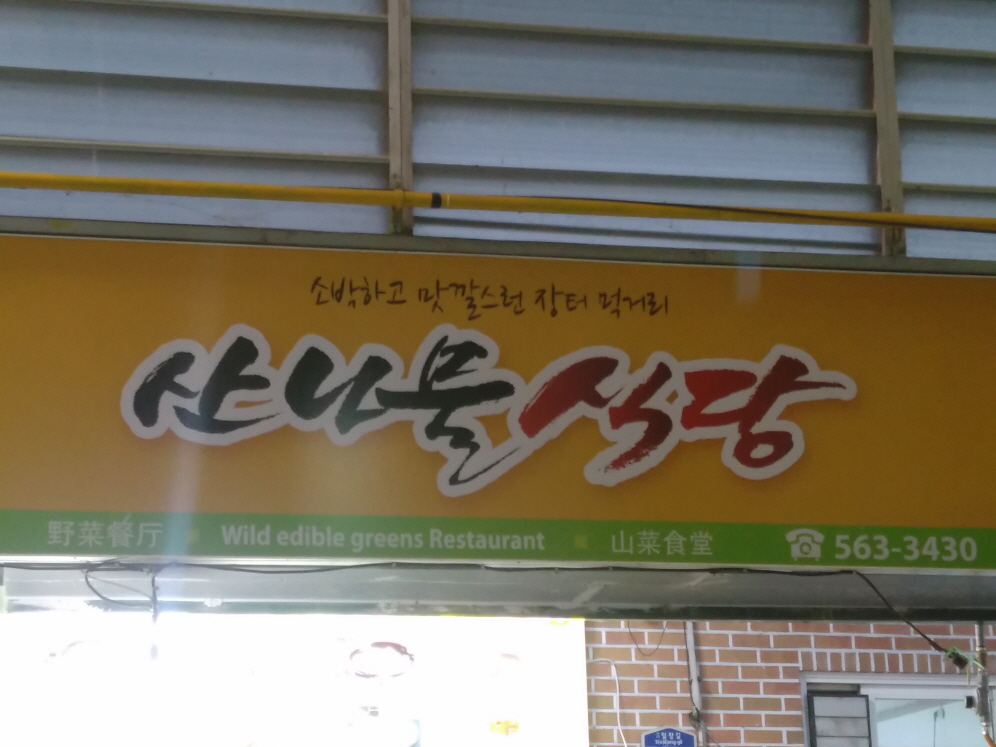 소박하고 맛깔스런 장터 먹거리
산나물식당
野菜餐厅 Wild edible greens Restaurant 山菜食堂 ☎ 563-3430